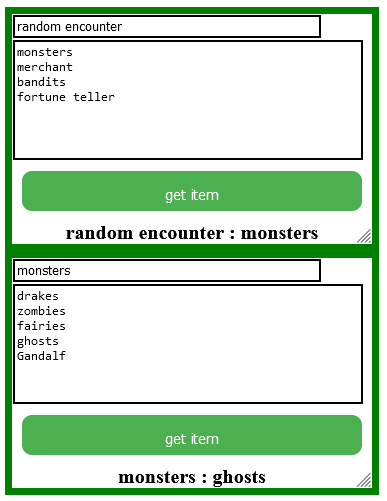 random encounter
monsters
merchant
bandits
fortune teller
get item
random encounter : monsters
monsters
drakes
zombies
fairies
ghosts
Gandalf
get item
monsters : ghosts